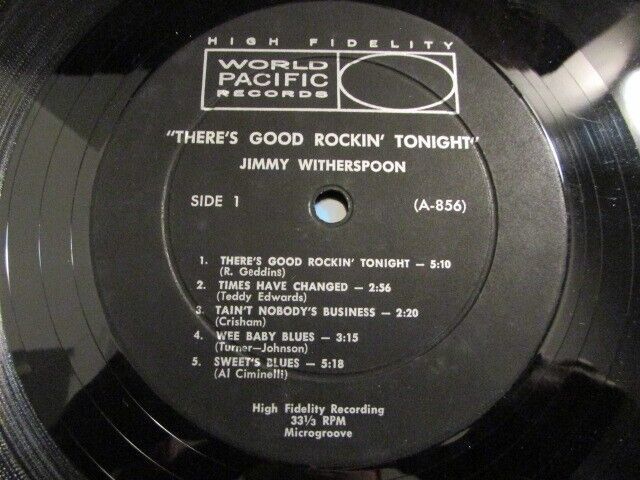 HIGH FIDELITY
WORLD
PACIFIC
RECORDS
"THERE'S GOOD ROCKIN' TONIGHT"
JIMMY WITHERSPOON
SIDE 1 (A-856)
1. THERE'S GOOD ROCKIN' TONIGHT — 5:10
(R. Geddins)
2. TIMES HAVE CHANGED — 2:56
(Teddy Edwards)
3. TAIN'T NOBODY'S BUSINESS — 2:20
(Crisham)
4. WEE BABY BLUES — 3:15
(Turner—Johnson)
5. SWEET'S BLUES — 5:18
(Al Ciminelli)
High Fidelity Recording
33⅓ RPM
Microgroove